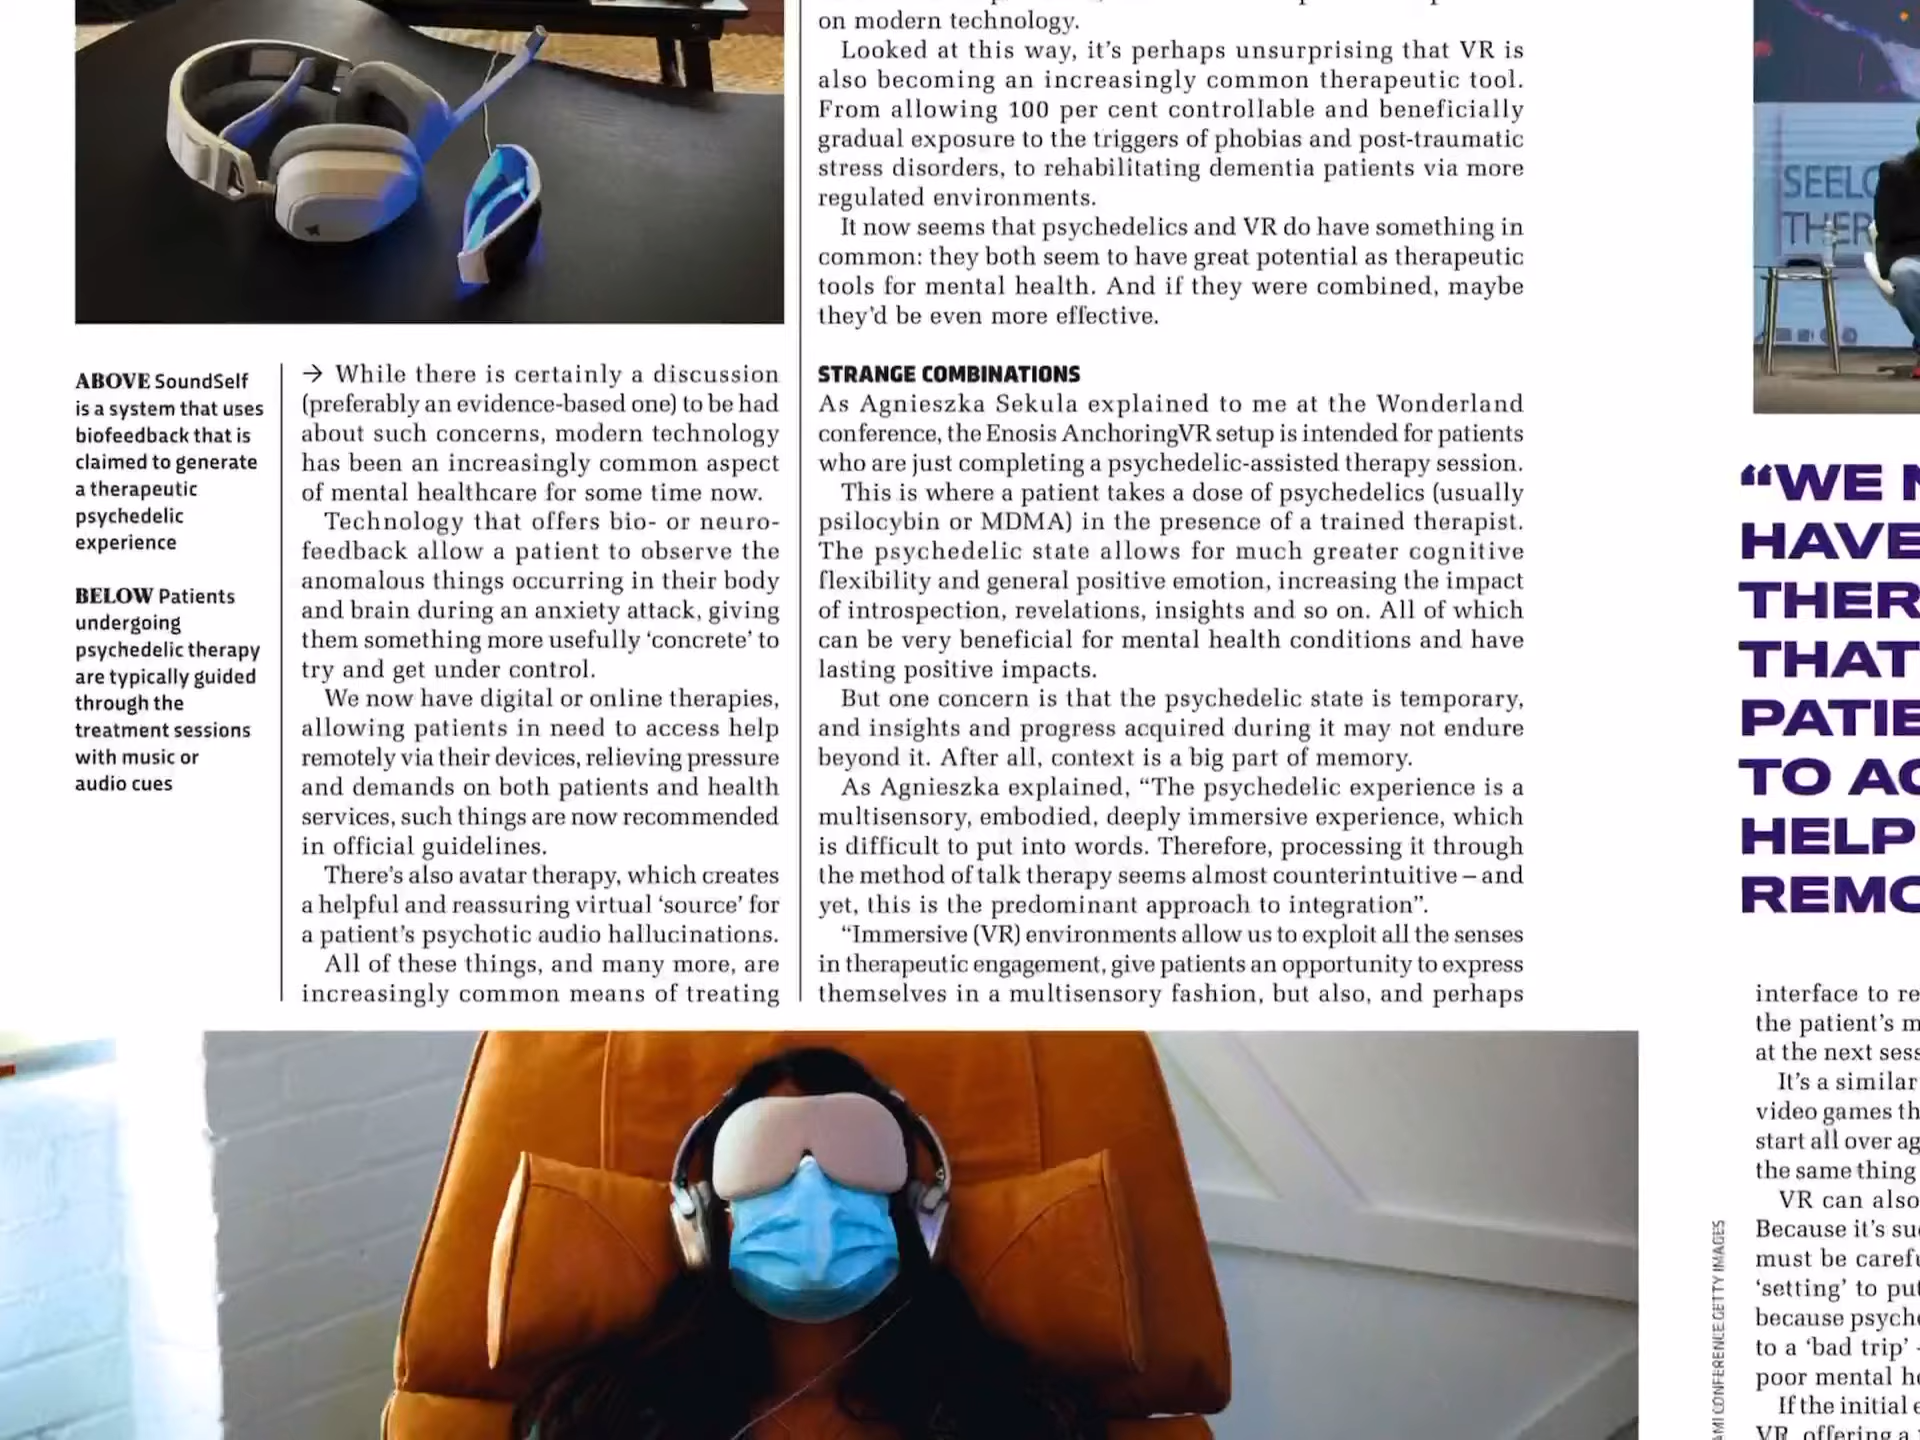 ABOVE SoundSelf
is a system that uses
biofeedback that is
claimed to generate
a therapeutic
psychedelic
experience
BELOW Patients
undergoing
psychedelic therapy
are typically guided
through the
treatment sessions
with music or
audio cues
→ While there is certainly a discussion
(preferably an evidence-based one) to be had
about such concerns, modern technology
has been an increasingly common aspect
of mental healthcare for some time now.
Technology that offers bio- or neuro-
feedback allow a patient to observe the
anomalous things occurring in their body
and brain during an anxiety attack, giving
them something more usefully ‘concrete’ to
try and get under control.
We now have digital or online therapies,
allowing patients in need to access help
remotely via their devices, relieving pressure
and demands on both patients and health
services, such things are now recommended
in official guidelines.
There’s also avatar therapy, which creates
a helpful and reassuring virtual ‘source’ for
a patient’s psychotic audio hallucinations.
All of these things, and many more, are
increasingly common means of treating
on modern technology.
Looked at this way, it’s perhaps unsurprising that VR is
also becoming an increasingly common therapeutic tool.
From allowing 100 per cent controllable and beneficially
gradual exposure to the triggers of phobias and post-traumatic
stress disorders, to rehabilitating dementia patients via more
regulated environments.
It now seems that psychedelics and VR do have something in
common: they both seem to have great potential as therapeutic
tools for mental health. And if they were combined, maybe
they’d be even more effective.
STRANGE COMBINATIONS
As Agnieszka Sekula explained to me at the Wonderland
conference, the Enosis AnchoringVR setup is intended for patients
who are just completing a psychedelic-assisted therapy session.
This is where a patient takes a dose of psychedelics (usually
psilocybin or MDMA) in the presence of a trained therapist.
The psychedelic state allows for much greater cognitive
flexibility and general positive emotion, increasing the impact
of introspection, revelations, insights and so on. All of which
can be very beneficial for mental health conditions and have
lasting positive impacts.
But one concern is that the psychedelic state is temporary,
and insights and progress acquired during it may not endure
beyond it. After all, context is a big part of memory.
As Agnieszka explained, “The psychedelic experience is a
multisensory, embodied, deeply immersive experience, which
is difficult to put into words. Therefore, processing it through
the method of talk therapy seems almost counterintuitive – and
yet, this is the predominant approach to integration”.
“Immersive (VR) environments allow us to exploit all the senses
in therapeutic engagement, give patients an opportunity to express
themselves in a multisensory fashion, but also, and perhaps
“WE
HAVE
THER
THAT
PATIE
TO AC
HELP
REMO
interface to re
the patient’s m
at the next sess
It’s a similar
video games th
start all over ag
the same thing
VR can also
Because it’s su
must be carefu
‘setting’ to put
because psyche
to a ‘bad trip’
poor mental he
If the initial e
VR, offering a
AMI CONFERENCE, GETTY IMAGES